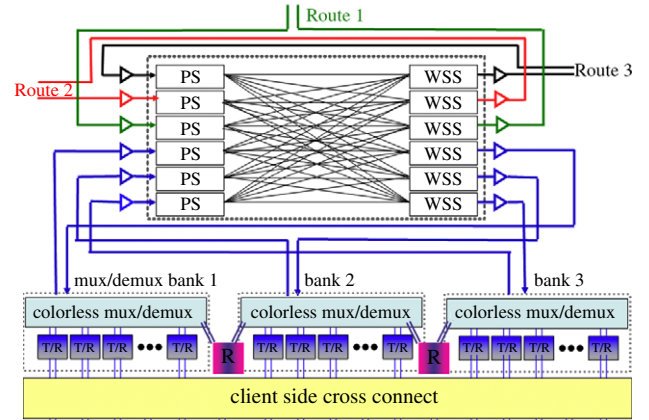 Route 1
Route 2
Route 3
PS WSS
PS WSS
PS WSS
PS WSS
PS WSS
PS WSS
mux/demux bank 1 bank 2 bank 3
colorless mux/demux colorless mux/demux colorless mux/demux
T/R T/R T/R ••• T/R R T/R T/R T/R ••• T/R R T/R T/R T/R ••• T/R
client side cross connect